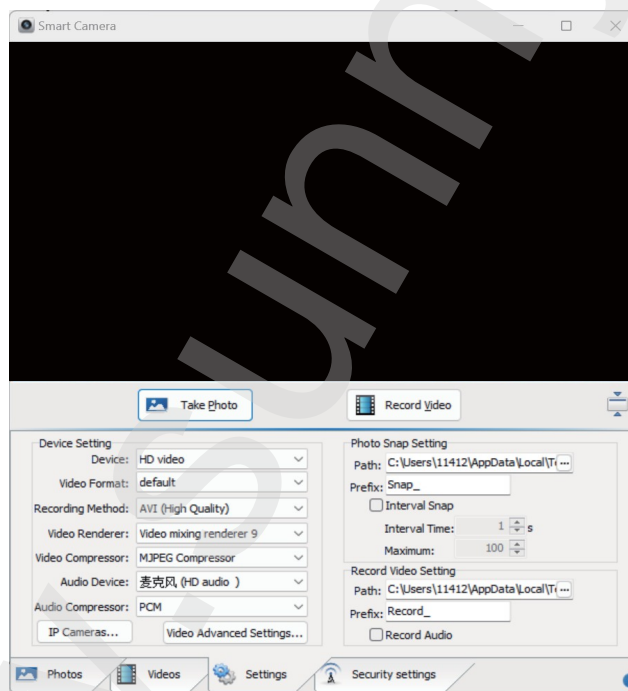 Smart Camera
Take Photo
Record Video
Device Setting
Device: HD video
Video Format: default
Recording Method: AVI (High Quality)
Video Renderer: Video mixing renderer 9
Video Compressor: MJPEG Compressor
Audio Device: 麦克风 (HD audio )
Audio Compressor: PCM
IP Cameras...
Video Advanced Settings...
Photo Snap Setting
Path: C:\Users\11412\AppData\Local\T ...
Prefix: Snap_
Interval Snap
Interval Time: 1 s
Maximum: 100
Record Video Setting
Path: C:\Users\11412\AppData\Local\T ...
Prefix: Record_
Record Audio
Photos
Videos
Settings
Security settings
.sunn